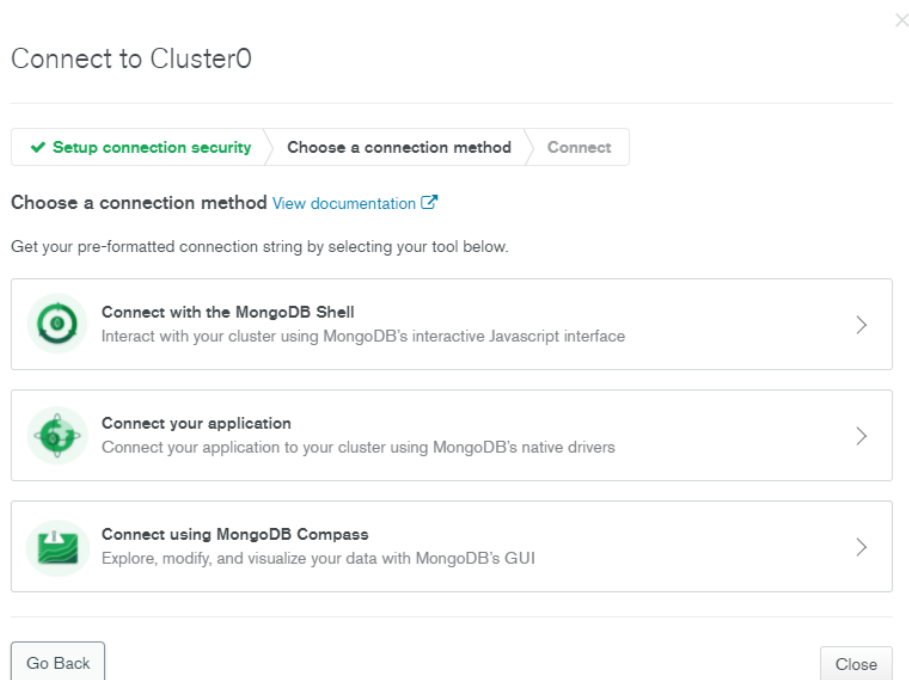 Connect to Cluster0
Setup connection security
Choose a connection method
Connect
Choose a connection method View documentation
Get your pre-formatted connection string by selecting your tool below.
Connect with the MongoDB Shell
Interact with your cluster using MongoDB's interactive Javascript interface
Connect your application
Connect your application to your cluster using MongoDB's native drivers
Connect using MongoDB Compass
Explore, modify, and visualize your data with MongoDB's GUI
Go Back
Close